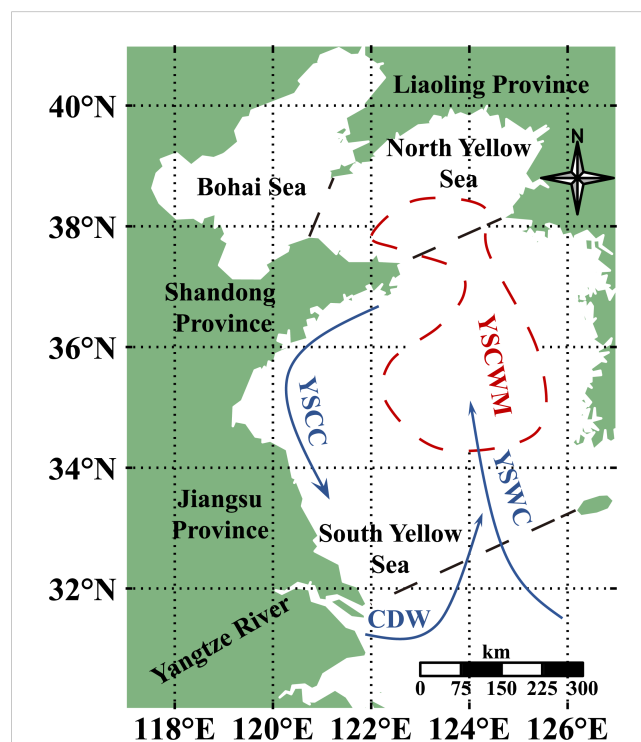 40°N
Liaoling Province
N
North Yellow
Sea
Bohai Sea
38°N
Shandong
Province
36°N
YSCC
YSCWM
34°N
Jiangsu
Province
YSWC
South Yellow
Sea
32°N
CDW
Yangtze River
km
0 75 150 225 300
118°E 120°E 122°E 124°E 126°E